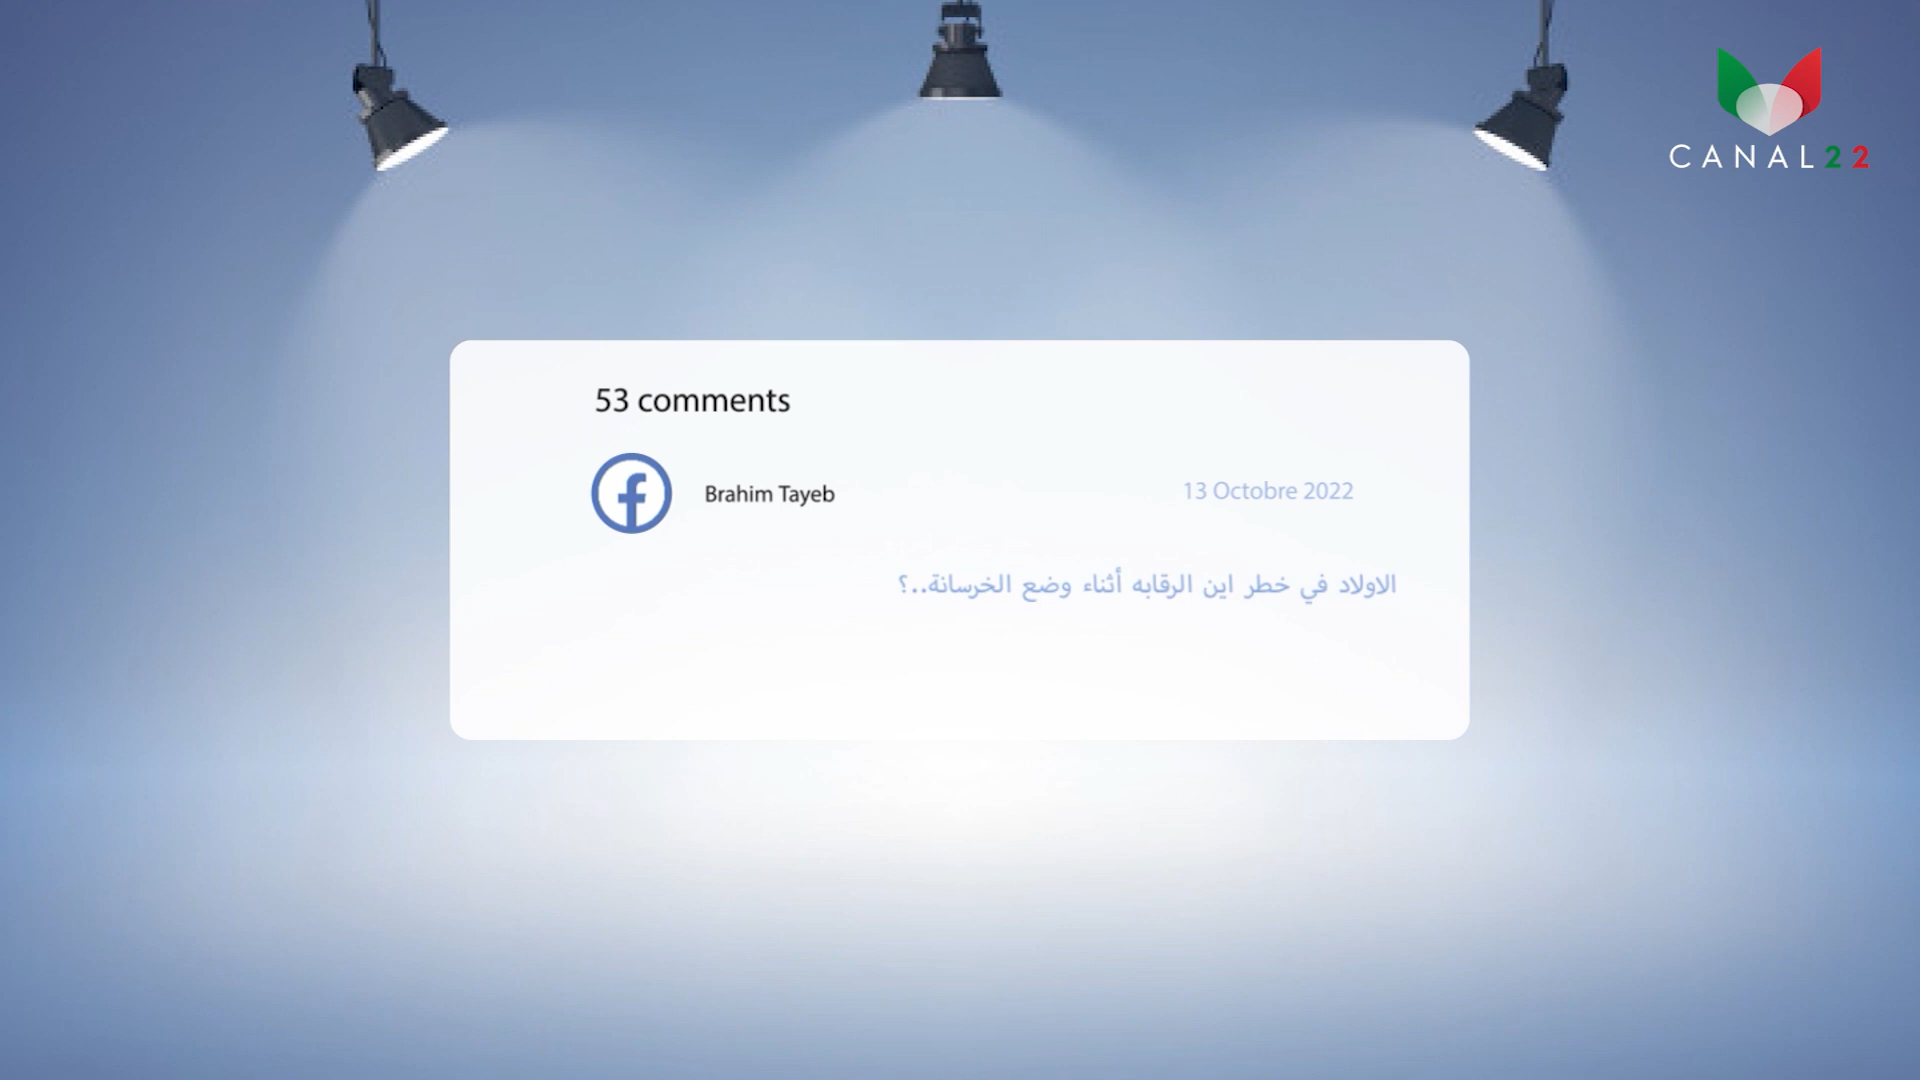 CANAL22
53 comments
Brahim Tayeb
13 Octobre 2022
الاولاد في خطر اين الرقابه أثناء وضع الخرسانة..؟